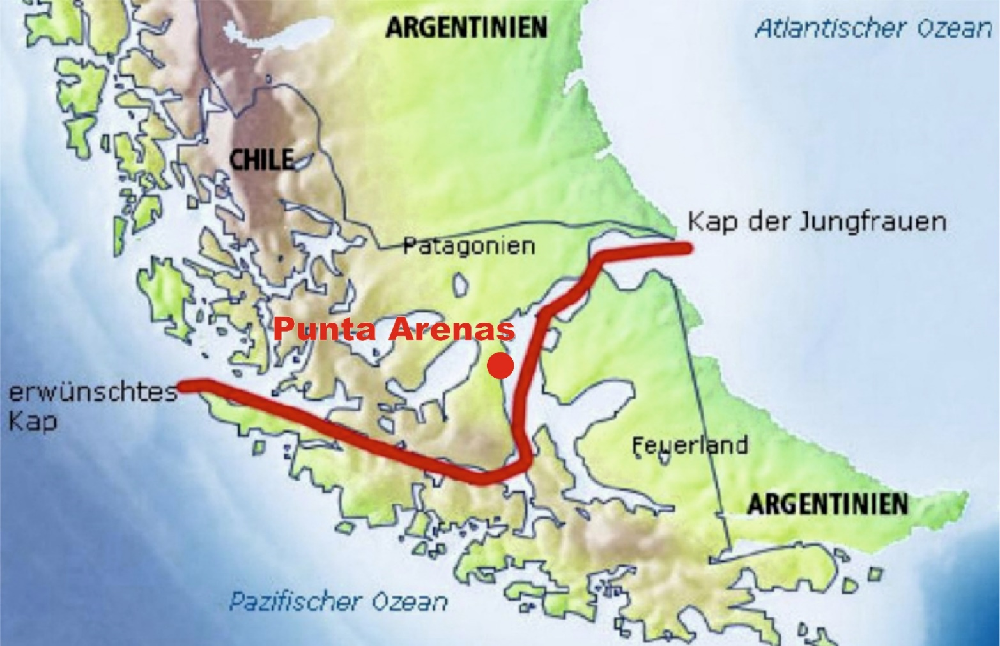 ARGENTINIEN
Atlantischer Ozean
CHILE
Kap der Jungfrauen
Patagonien
Punta Arenas
erwünschtes
Kap
Feuerland
ARGENTINIEN
Pazifischer Ozean